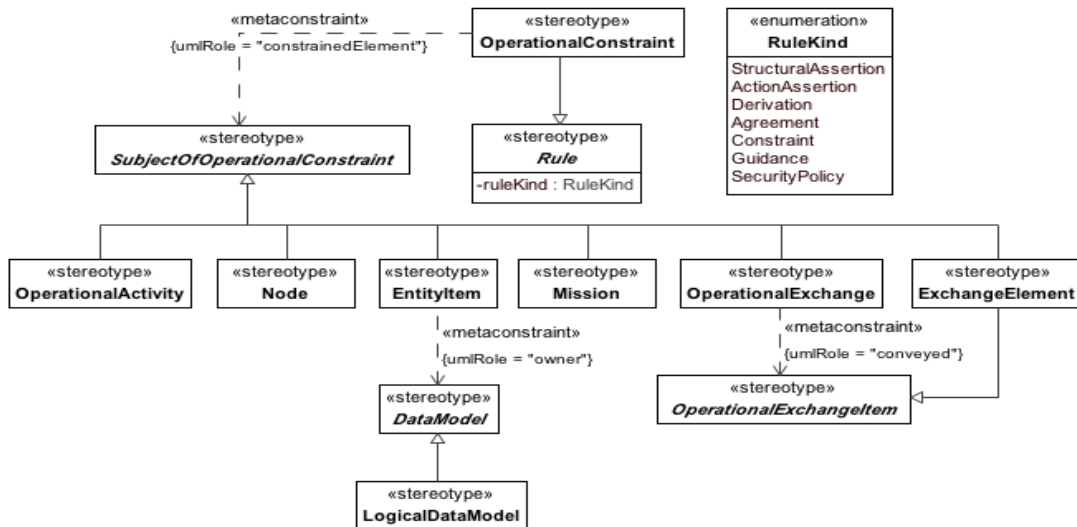 «metaconstraint»
{umlRole = "constrainedElement"}
«stereotype»
OperationalConstraint
«enumeration»
RuleKind
StructuralAssertion
ActionAssertion
Derivation
Agreement
Constraint
Guidance
SecurityPolicy
«stereotype»
SubjectOfOperationalConstraint
«stereotype»
Rule
-ruleKind : RuleKind
«stereotype»
OperationalActivity
«stereotype»
Node
«stereotype»
EntityItem
«stereotype»
Mission
«stereotype»
OperationalExchange
«stereotype»
ExchangeElement
«metaconstraint»
{umlRole = "owner"}
«metaconstraint»
{umlRole = "conveyed"}
«stereotype»
DataModel
«stereotype»
OperationalExchangeItem
«stereotype»
LogicalDataModel